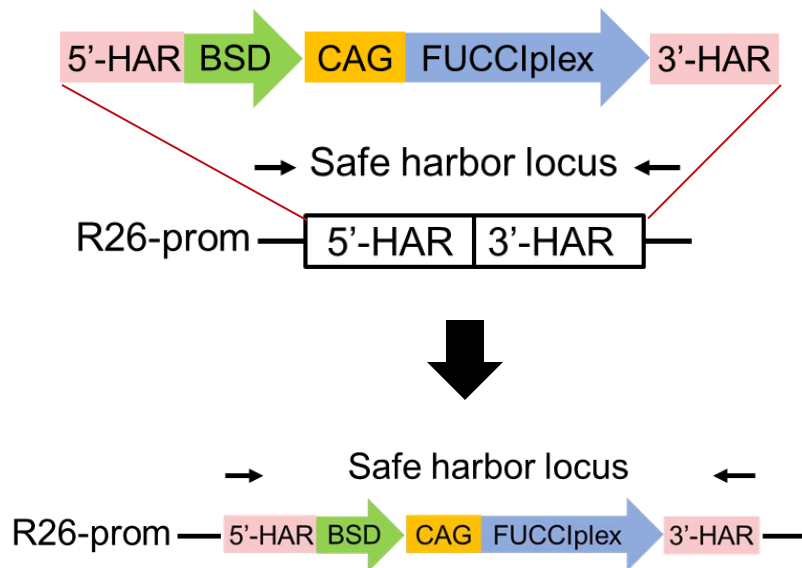 5’-HAR BSD CAG FUCCIplex 3’-HAR
Safe harbor locus
R26-prom 5’-HAR 3’-HAR
Safe harbor locus
R26-prom 5’-HAR BSD CAG FUCCIplex 3’-HAR